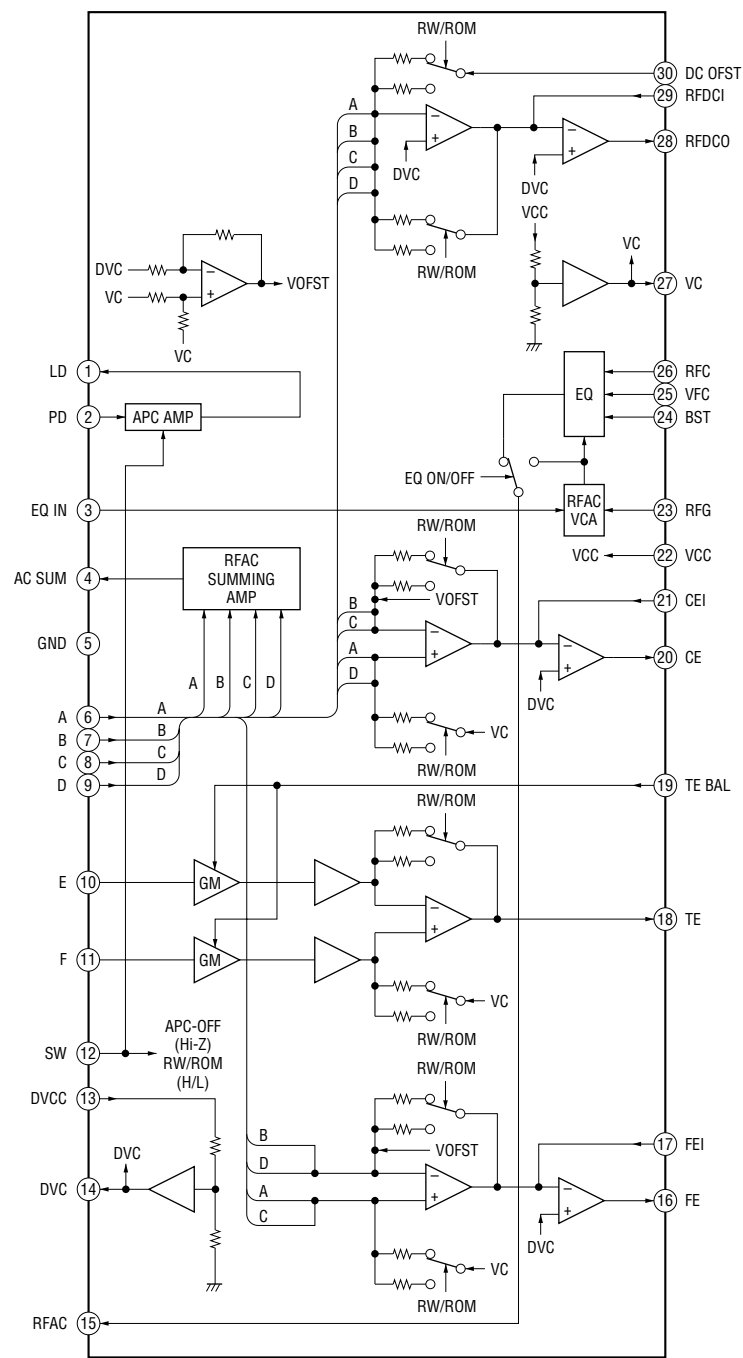 RW/ROM
30 DC OFST
29 RFDCI
A
B
C
D
DVC
28 RFDCO
DVC
VCC
RW/ROM
VC
27 VC
DVC
VC
VOFST
VC
LD 1
PD 2
APC AMP
EQ
26 RFC
25 VFC
24 BST
EQ ON/OFF
EQ IN 3
RFAC
VCA
23 RFG
RW/ROM
VCC
22 VCC
AC SUM 4
RFAC
SUMMING
AMP
VOFST
21 CEI
B
C
A
D
GND 5
20 CE
DVC
A B C D
A 6 A
B 7 B
C 8 C
D 9 D
VC
RW/ROM
19 TE BAL
RW/ROM
E 10
GM
18 TE
F 11
GM
VC
RW/ROM
SW 12
APC-OFF
(Hi-Z)
RW/ROM
(H/L)
RW/ROM
DVCC 13
VOFST
17 FEI
B
D
A
C
DVC
DVC 14
16 FE
DVC
VC
RW/ROM
RFAC 15